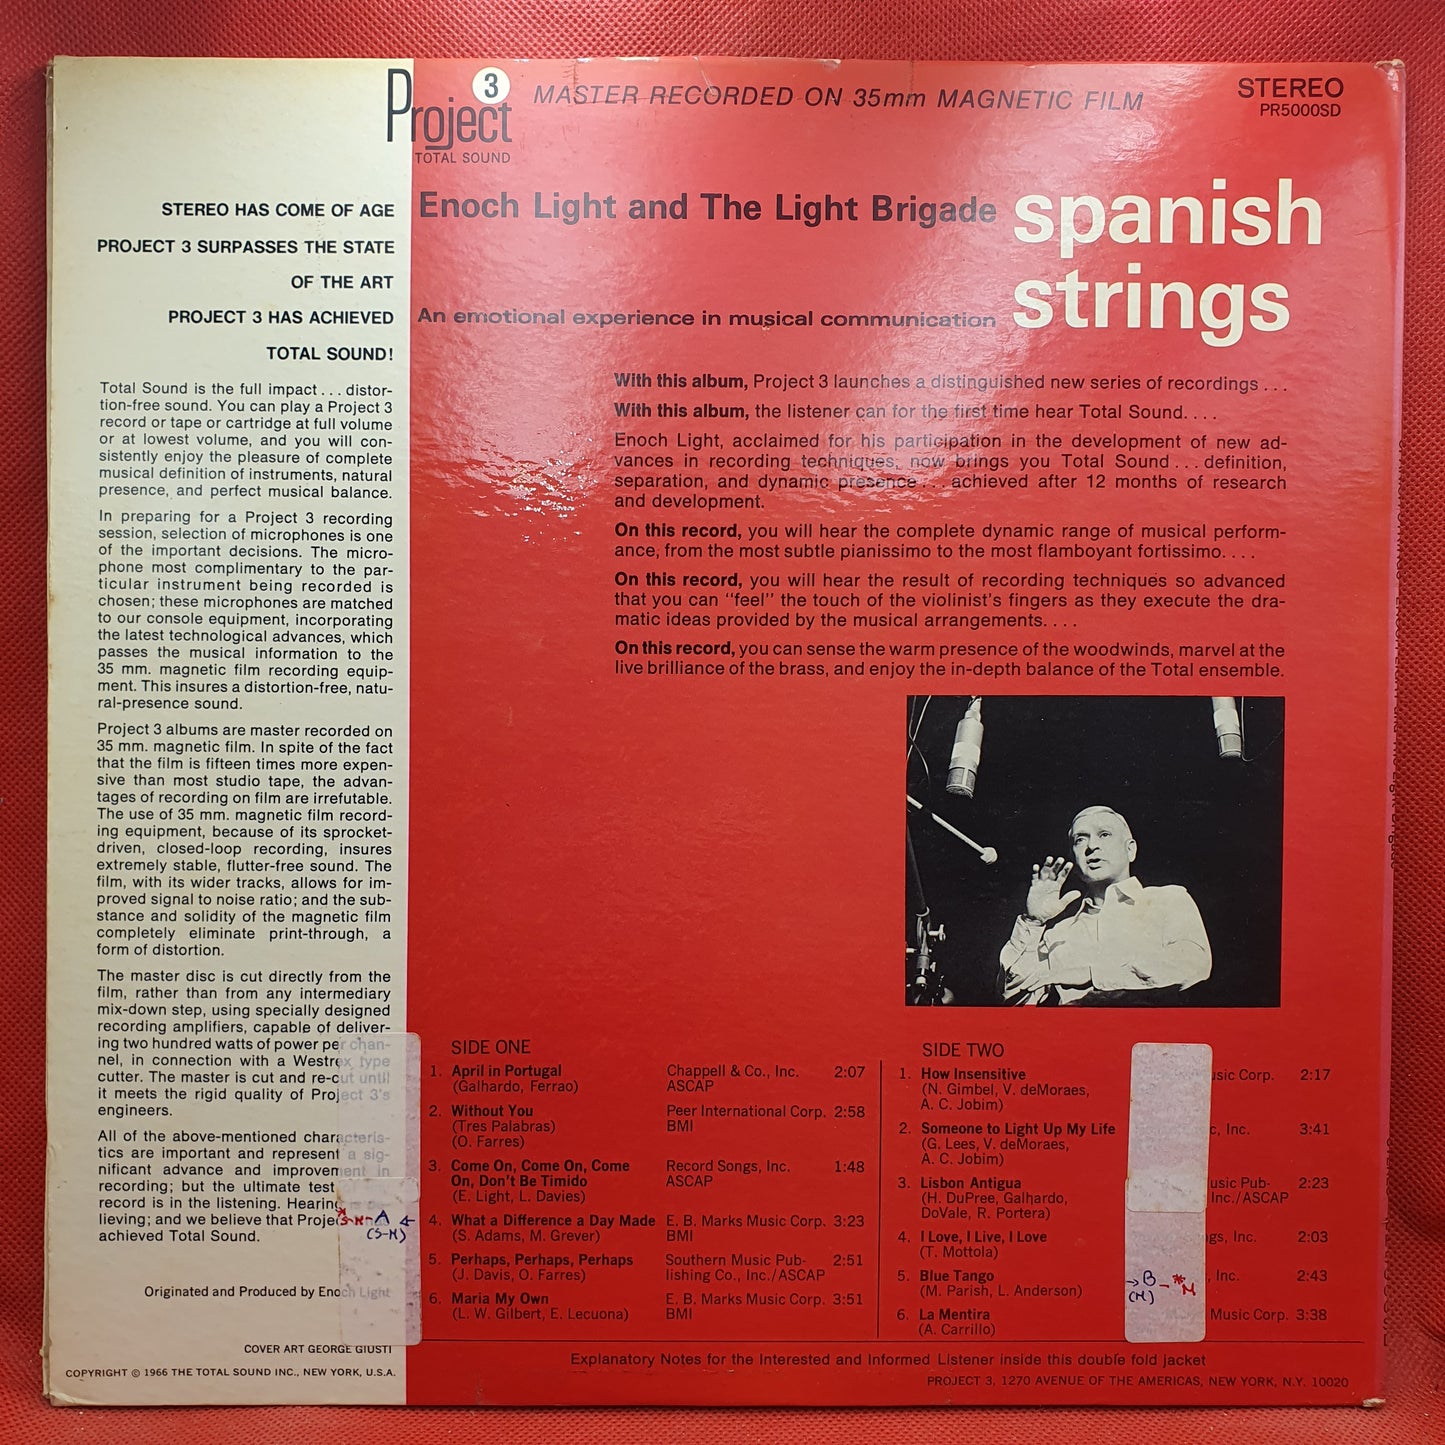 Project 3
TOTAL SOUND
MASTER RECORDED ON 35mm MAGNETIC FILM
STEREO
PR5000SD
STEREO HAS COME OF AGE
PROJECT 3 SURPASSES THE STATE
OF THE ART
PROJECT 3 HAS ACHIEVED
TOTAL SOUND!
Total Sound is the full impact... distor-
tion-free sound. You can play a Project 3
record or tape or cartridge at full volume
or at lowest volume, and you will con-
sistently enjoy the pleasure of complete
musical definition of instruments, natural
presence, and perfect musical balance.
In preparing for a Project 3 recording
session, selection of microphones is one
of the important decisions. The micro-
phone most complimentary to the par-
ticular instrument being recorded is
chosen; these microphones are matched
to our console equipment, incorporating
the latest technological advances, which
passes the musical information to the
35 mm. magnetic film recording equip-
ment. This insures a distortion-free, natu-
ral-presence sound.
Project 3 albums are master recorded on
35 mm. magnetic film. In spite of the fact
that the film is fifteen times more expen-
sive than most studio tape, the advan-
tages of recording on film are irrefutable.
The use of 35 mm. magnetic film record-
ing equipment, because of its sprocket-
driven, closed-loop recording, insures
extremely stable, flutter-free sound. The
film, with its wider tracks, allows for im-
proved signal to noise ratio; and the sub-
stance and solidity of the magnetic film
completely eliminate print-through, a
form of distortion.
The master disc is cut directly from the
film, rather than from any intermediary
mix-down step, using specially designed
recording amplifiers, capable of deliver-
ing two hundred watts of power per chan-
nel, in connection with a Westrex type
cutter. The master is cut and re-cut until
it meets the rigid quality of Project 3's
engineers.
All of the above-mentioned characteris-
tics are important and represent a sig-
nificant advance and improvement in
recording; but the ultimate test
record is in the listening. Hearing
lieving; and we believe that Project
achieved Total Sound.
Originated and Produced by Enoch Light
COVER ART GEORGE GIUSTI
COPYRIGHT © 1966 THE TOTAL SOUND INC., NEW YORK, U.S.A.
Enoch Light and The Light Brigade
spanish
strings
An emotional experience in musical communication
With this album, Project 3 launches a distinguished new series of recordings ...
With this album, the listener can for the first time hear Total Sound....
Enoch Light, acclaimed for his participation in the development of new ad-
vances in recording techniques, now brings you Total Sound ... definition,
separation, and dynamic presence ... achieved after 12 months of research
and development.
On this record, you will hear the complete dynamic range of musical perform-
ance, from the most subtle pianissimo to the most flamboyant fortissimo....
On this record, you will hear the result of recording techniques so advanced
that you can "feel" the touch of the violinist's fingers as they execute the dra-
matic ideas provided by the musical arrangements....
On this record, you can sense the warm presence of the woodwinds, marvel at the
live brilliance of the brass, and enjoy the in-depth balance of the Total ensemble.
SIDE ONE
1. April in Portugal Chappell & Co., Inc. 2:07
(Galhardo, Ferrao) ASCAP
2. Without You Peer International Corp. 2:58
(Tres Palabras) BMI
(O. Farres)
3. Come On, Come On, Come Record Songs, Inc. 1:48
On, Don't Be Timido ASCAP
(E. Light, L. Davies)
4. What a Difference a Day Made E. B. Marks Music Corp. 3:23
(S. Adams, M. Grever) BMI
5. Perhaps, Perhaps, Perhaps Southern Music Pub- 2:51
(J. Davis, O. Farres) lishing Co., Inc./ASCAP
6. Maria My Own E. B. Marks Music Corp. 3:51
(L. W. Gilbert, E. Lecuona) BMI
S-M A
(S-M)
SIDE TWO
1. How Insensitive usic Corp. 2:17
(N. Gimbel, V. deMoraes,
A. C. Jobim)
2. Someone to Light Up My Life c, Inc. 3:41
(G. Lees, V. deMoraes,
A. C. Jobim)
3. Lisbon Antigua usic Pub- 2:23
(H. DuPree, Galhardo, Inc./ASCAP
DoVale, R. Portera)
4. I Love, I Live, I Love gs, Inc. 2:03
(T. Mottola)
5. Blue Tango , Inc. 2:43
(M. Parish, L. Anderson)
6. La Mentira Music Corp. 3:38
(A. Carrillo)
→ B - * M
(M)
Explanatory Notes for the Interested and Informed Listener inside this double fold jacket
PROJECT 3, 1270 AVENUE OF THE AMERICAS, NEW YORK, N.Y. 10020